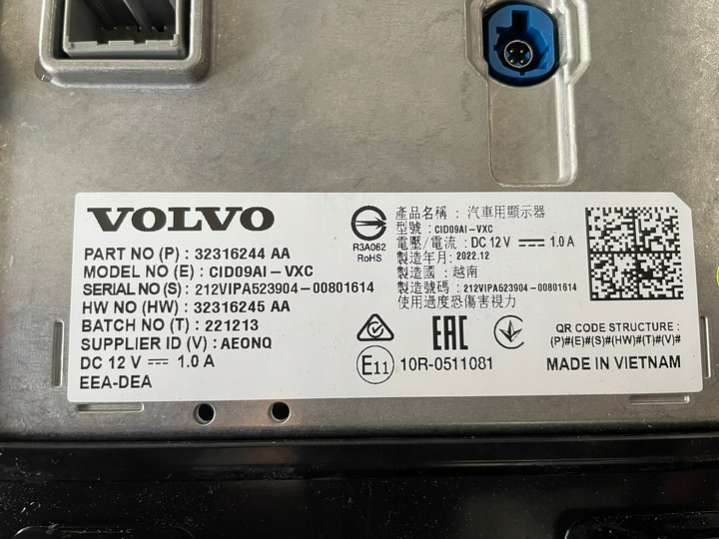 VOLVO
PART NO (P) : 32316244 AA
MODEL NO (E) : CID09AI-VXC
SERIAL NO (S) : 212VIPA523904-00801614
HW NO (HW) : 32316245 AA
BATCH NO (T) : 221213
SUPPLIER ID (V) : AE0NQ
DC 12 V ⎓ 1.0 A
EEA-DEA
R3A062
RoHS
產品名稱 : 汽車用顯示器
型號 : CID09AI-VXC
電壓/電流 : DC 12 V ⎓ 1.0 A
製造年月 : 2022.12
製造國 : 越南
製造號碼 : 212VIPA523904-00801614
使用過度恐傷害視力
EAC
E11 10R-0511081
QR CODE STRUCTURE :
(P)#(E)#(S)#(HW)#(T)#(V)#
MADE IN VIETNAM